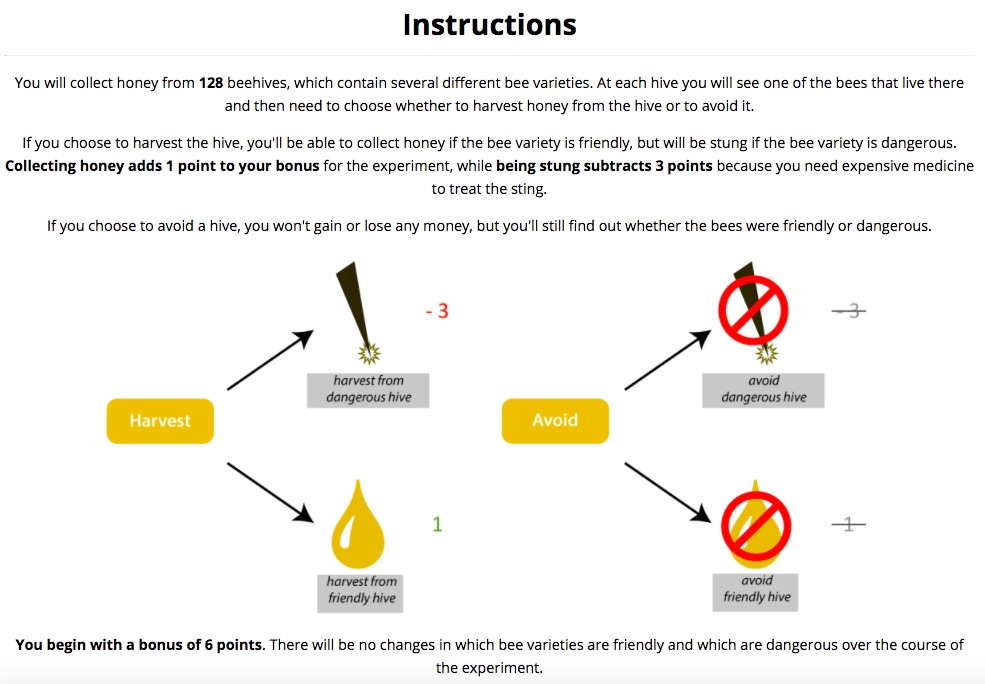 Instructions
You will collect honey from 128 beehives, which contain several different bee varieties. At each hive you will see one of the bees that live there
and then need to choose whether to harvest honey from the hive or to avoid it.
If you choose to harvest the hive, you'll be able to collect honey if the bee variety is friendly, but will be stung if the bee variety is dangerous.
Collecting honey adds 1 point to your bonus for the experiment, while being stung subtracts 3 points because you need expensive medicine
to treat the sting.
If you choose to avoid a hive, you won't gain or lose any money, but you'll still find out whether the bees were friendly or dangerous.
- 3
harvest from
dangerous hive
Harvest
1
harvest from
friendly hive
- 3
avoid
dangerous hive
Avoid
1
avoid
friendly hive
You begin with a bonus of 6 points. There will be no changes in which bee varieties are friendly and which are dangerous over the course of
the experiment.